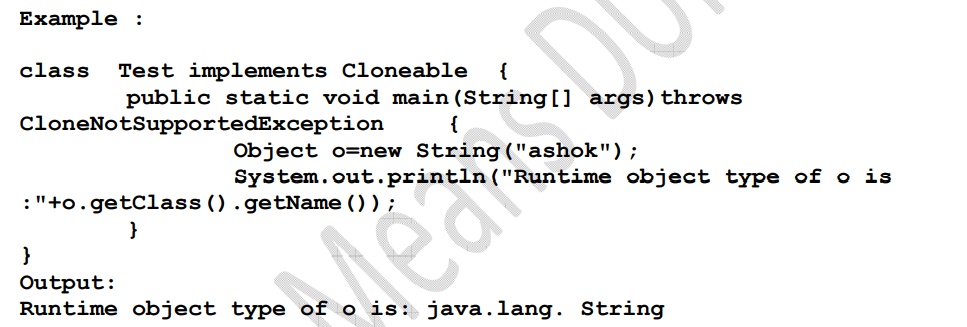 Example :
class Test implements Cloneable {
public static void main(String[] args)throws
CloneNotSupportedException {
Object o=new String("ashok");
System.out.println("Runtime object type of o is
:"+o.getClass().getName());
}
}
Output:
Runtime object type of o is: java.lang. String
Means